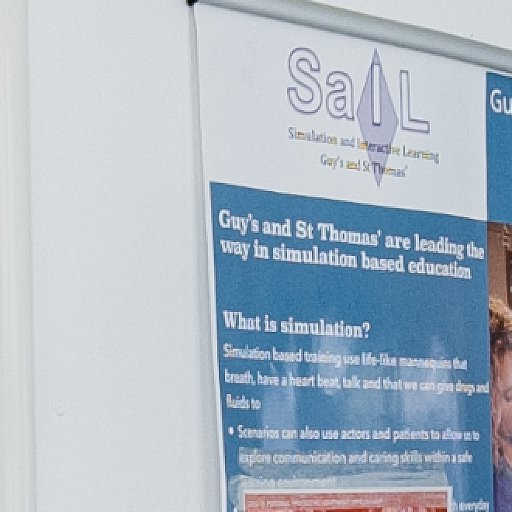 SaIL
Simulation and Interactive Learning
Guy's and St Thomas'
Gu
Guy's and St Thomas' are leading the
way in simulation based education
What is simulation?
Simulation based training use life-like mannequins that
breath, have a heart beat, talk and that we can give drugs and
fluids to
• Scenarios can also use actors and patients to allow us to
explore communication and caring skills within a safe
everyday